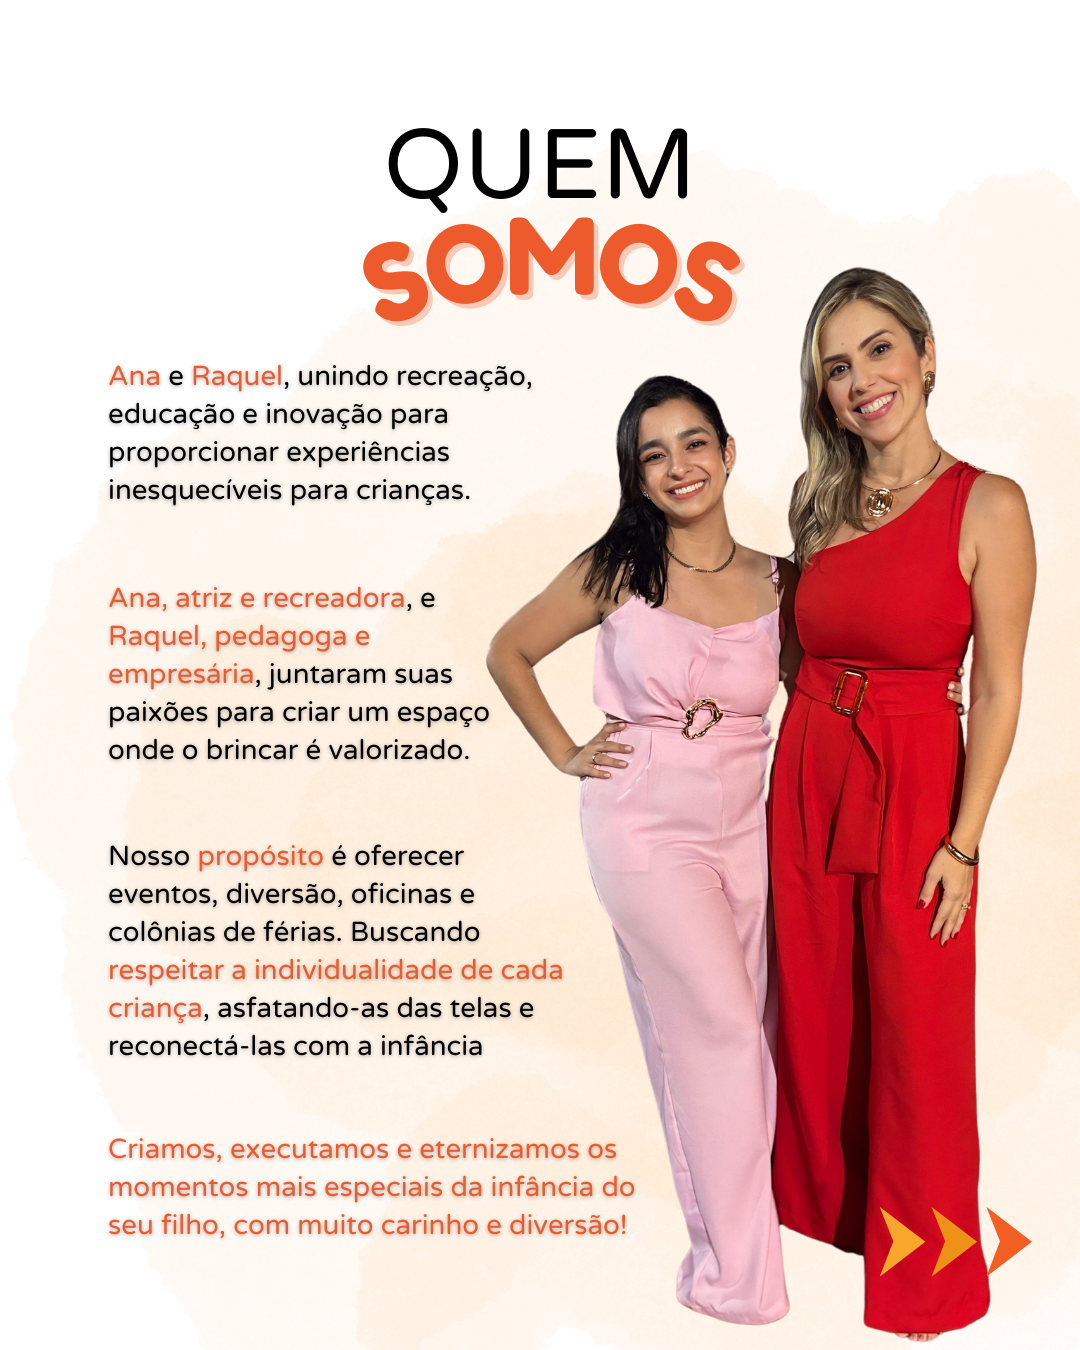 QUEM
SOMOS
Ana e Raquel, unindo recreação,
educação e inovação para
proporcionar experiências
inesquecíveis para crianças.
Ana, atriz e recreadora, e
Raquel, pedagoga e
empresária, juntaram suas
paixões para criar um espaço
onde o brincar é valorizado.
Nosso propósito é oferecer
eventos, diversão, oficinas e
colônias de férias. Buscando
respeitar a individualidade de cada
criança, asfatando-as das telas e
reconectá-las com a infância
Criamos, executamos e eternizamos os
momentos mais especiais da infância do
seu filho, com muito carinho e diversão!